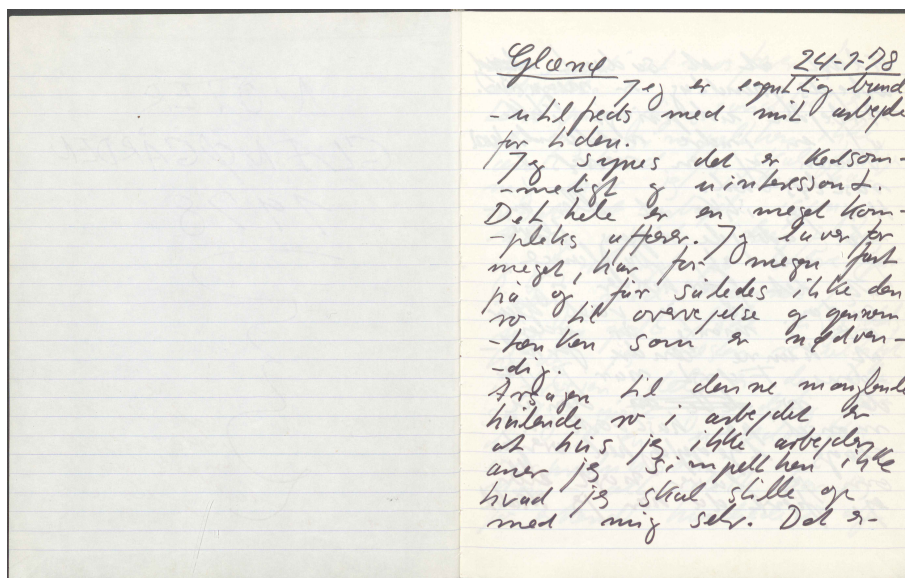 Glænø 24-7-78
Jeg er egentlig bund
-utilfreds med mit arbejde
for tiden.
Jeg synes det er kedsom-
-meligt og uinteressant.
Det hele er en meget kom-
-pleks affære. Jeg laver for
meget, har for megen fart
på og får således ikke den
ro til overvejelse og gennem
-tænken som er nødven-
-dig.
Årsagen til denne manglende
hvilende ro i arbejdet er
at hvis jeg ikke arbejder,
aner jeg simpelthen ikke
hvad jeg skal stille op
med mig selv. Det er-